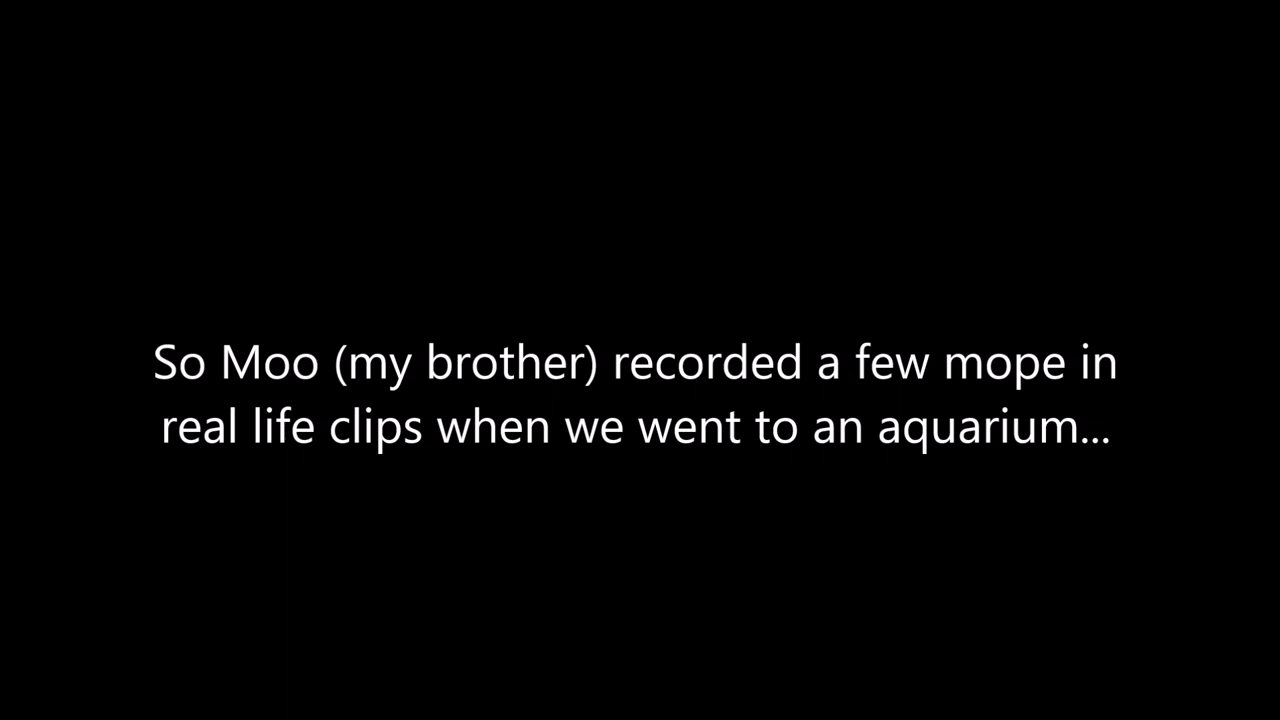 So Moo (my brother) recorded a few mope in
real life clips when we went to an aquarium...